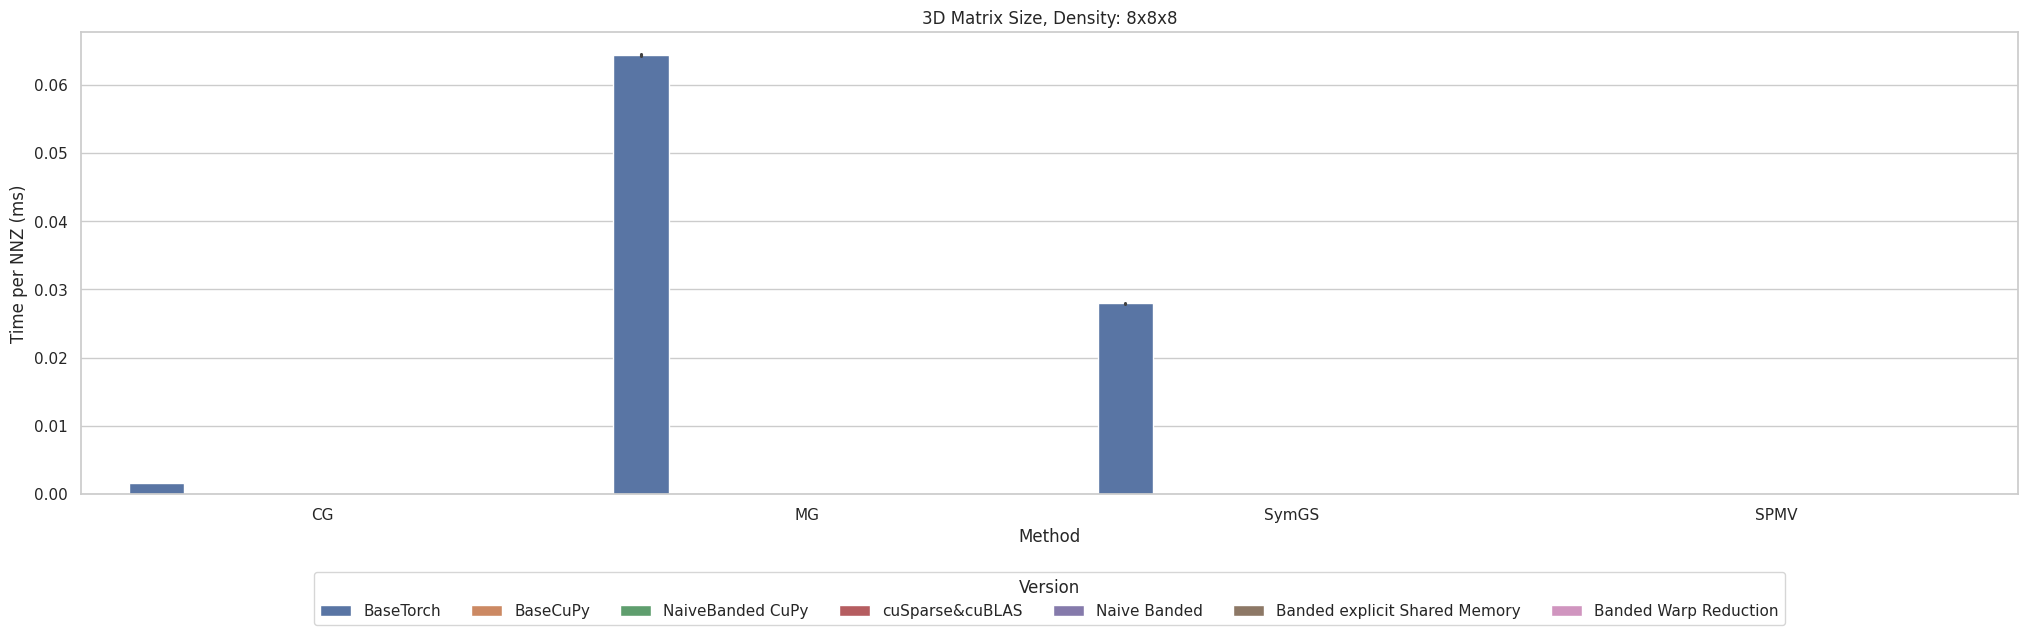 3D Matrix Size, Density: 8x8x8
Time per NNZ (ms)
0.06
0.05
0.04
0.03
0.02
0.01
0.00
CG MG SymGS SPMV
Method
Version
BaseTorch BaseCuPy NaiveBanded CuPy cuSparse&cuBLAS Naive Banded Banded explicit Shared Memory Banded Warp Reduction